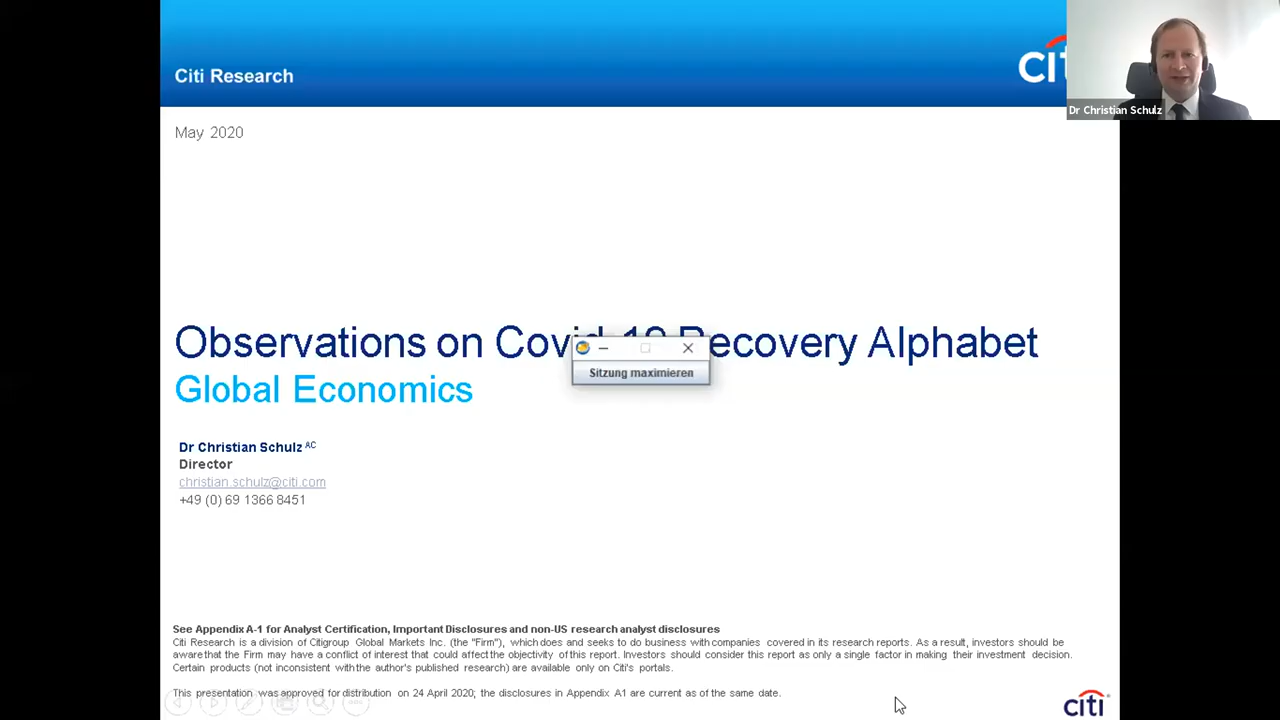 Citi Research
citi
Dr Christian Schulz
May 2020
Observations on Covid-19 Recovery Alphabet
Sitzung maximieren
Global Economics
Dr Christian Schulz AC
Director
christian.schulz@citi.com
+49 (0) 69 1366 8451
See Appendix A-1 for Analyst Certification, Important Disclosures and non-US research analyst disclosures
Citi Research is a division of Citigroup Global Markets Inc. (the "Firm"), which does and seeks to do business with companies covered in its research reports. As a result, investors should be
aware that the Firm may have a conflict of interest that could affect the objectivity of this report. Investors should consider this report as only a single factor in making their investment decision.
Certain products (not inconsistent with the author's published research) are available only on Citi's portals.
This presentation was approved for distribution on 24 April 2020; the disclosures in Appendix A1 are current as of the same date.
citi